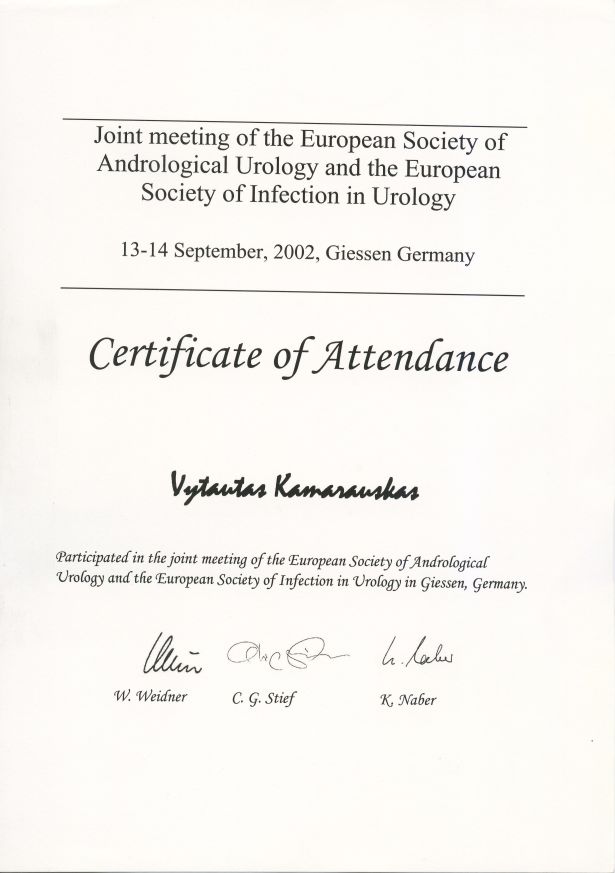 Joint meeting of the European Society of
Andrological Urology and the European
Society of Infection in Urology
13-14 September, 2002, Giessen Germany
Certificate of Attendance
Vytautas Kamarauskas
Participated in the joint meeting of the European Society of Andrological
Urology and the European Society of Infection in Urology in Giessen, Germany.
W. Weidner C. G. Stief K. Naber